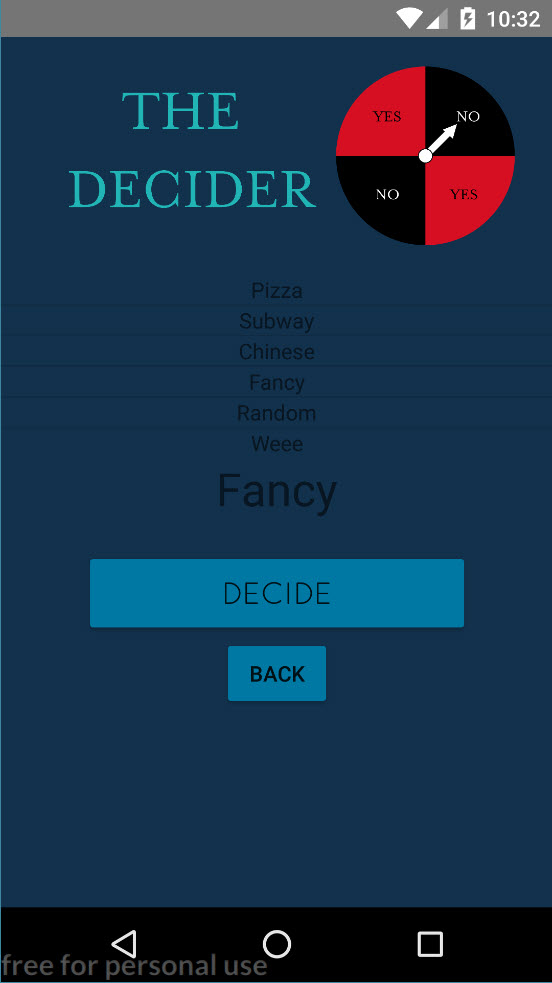 10:32
THE
DECIDER
YES
NO
NO
YES
Pizza
Subway
Chinese
Fancy
Random
Weee
Fancy
DECIDE
BACK
free for personal use